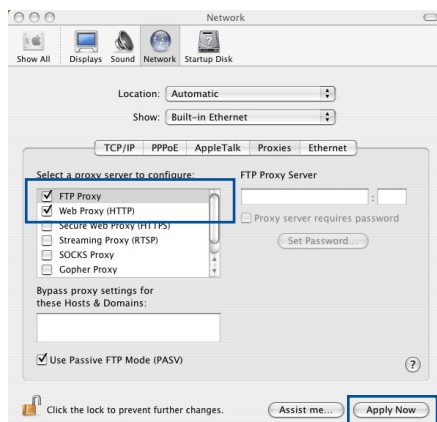 Network
Show All Displays Sound Network Startup Disk
Location: Automatic
Show: Built-in Ethernet
TCP/IP PPPoE AppleTalk Proxies Ethernet
Select a proxy server to configure:
FTP Proxy
Web Proxy (HTTP)
Secure Web Proxy (HTTPS)
Streaming Proxy (RTSP)
SOCKS Proxy
Gopher Proxy
FTP Proxy Server
:
Proxy server requires password
Set Password...
Bypass proxy settings for
these Hosts & Domains:
Use Passive FTP Mode (PASV)
?
Click the lock to prevent further changes.
Assist me... Apply Now